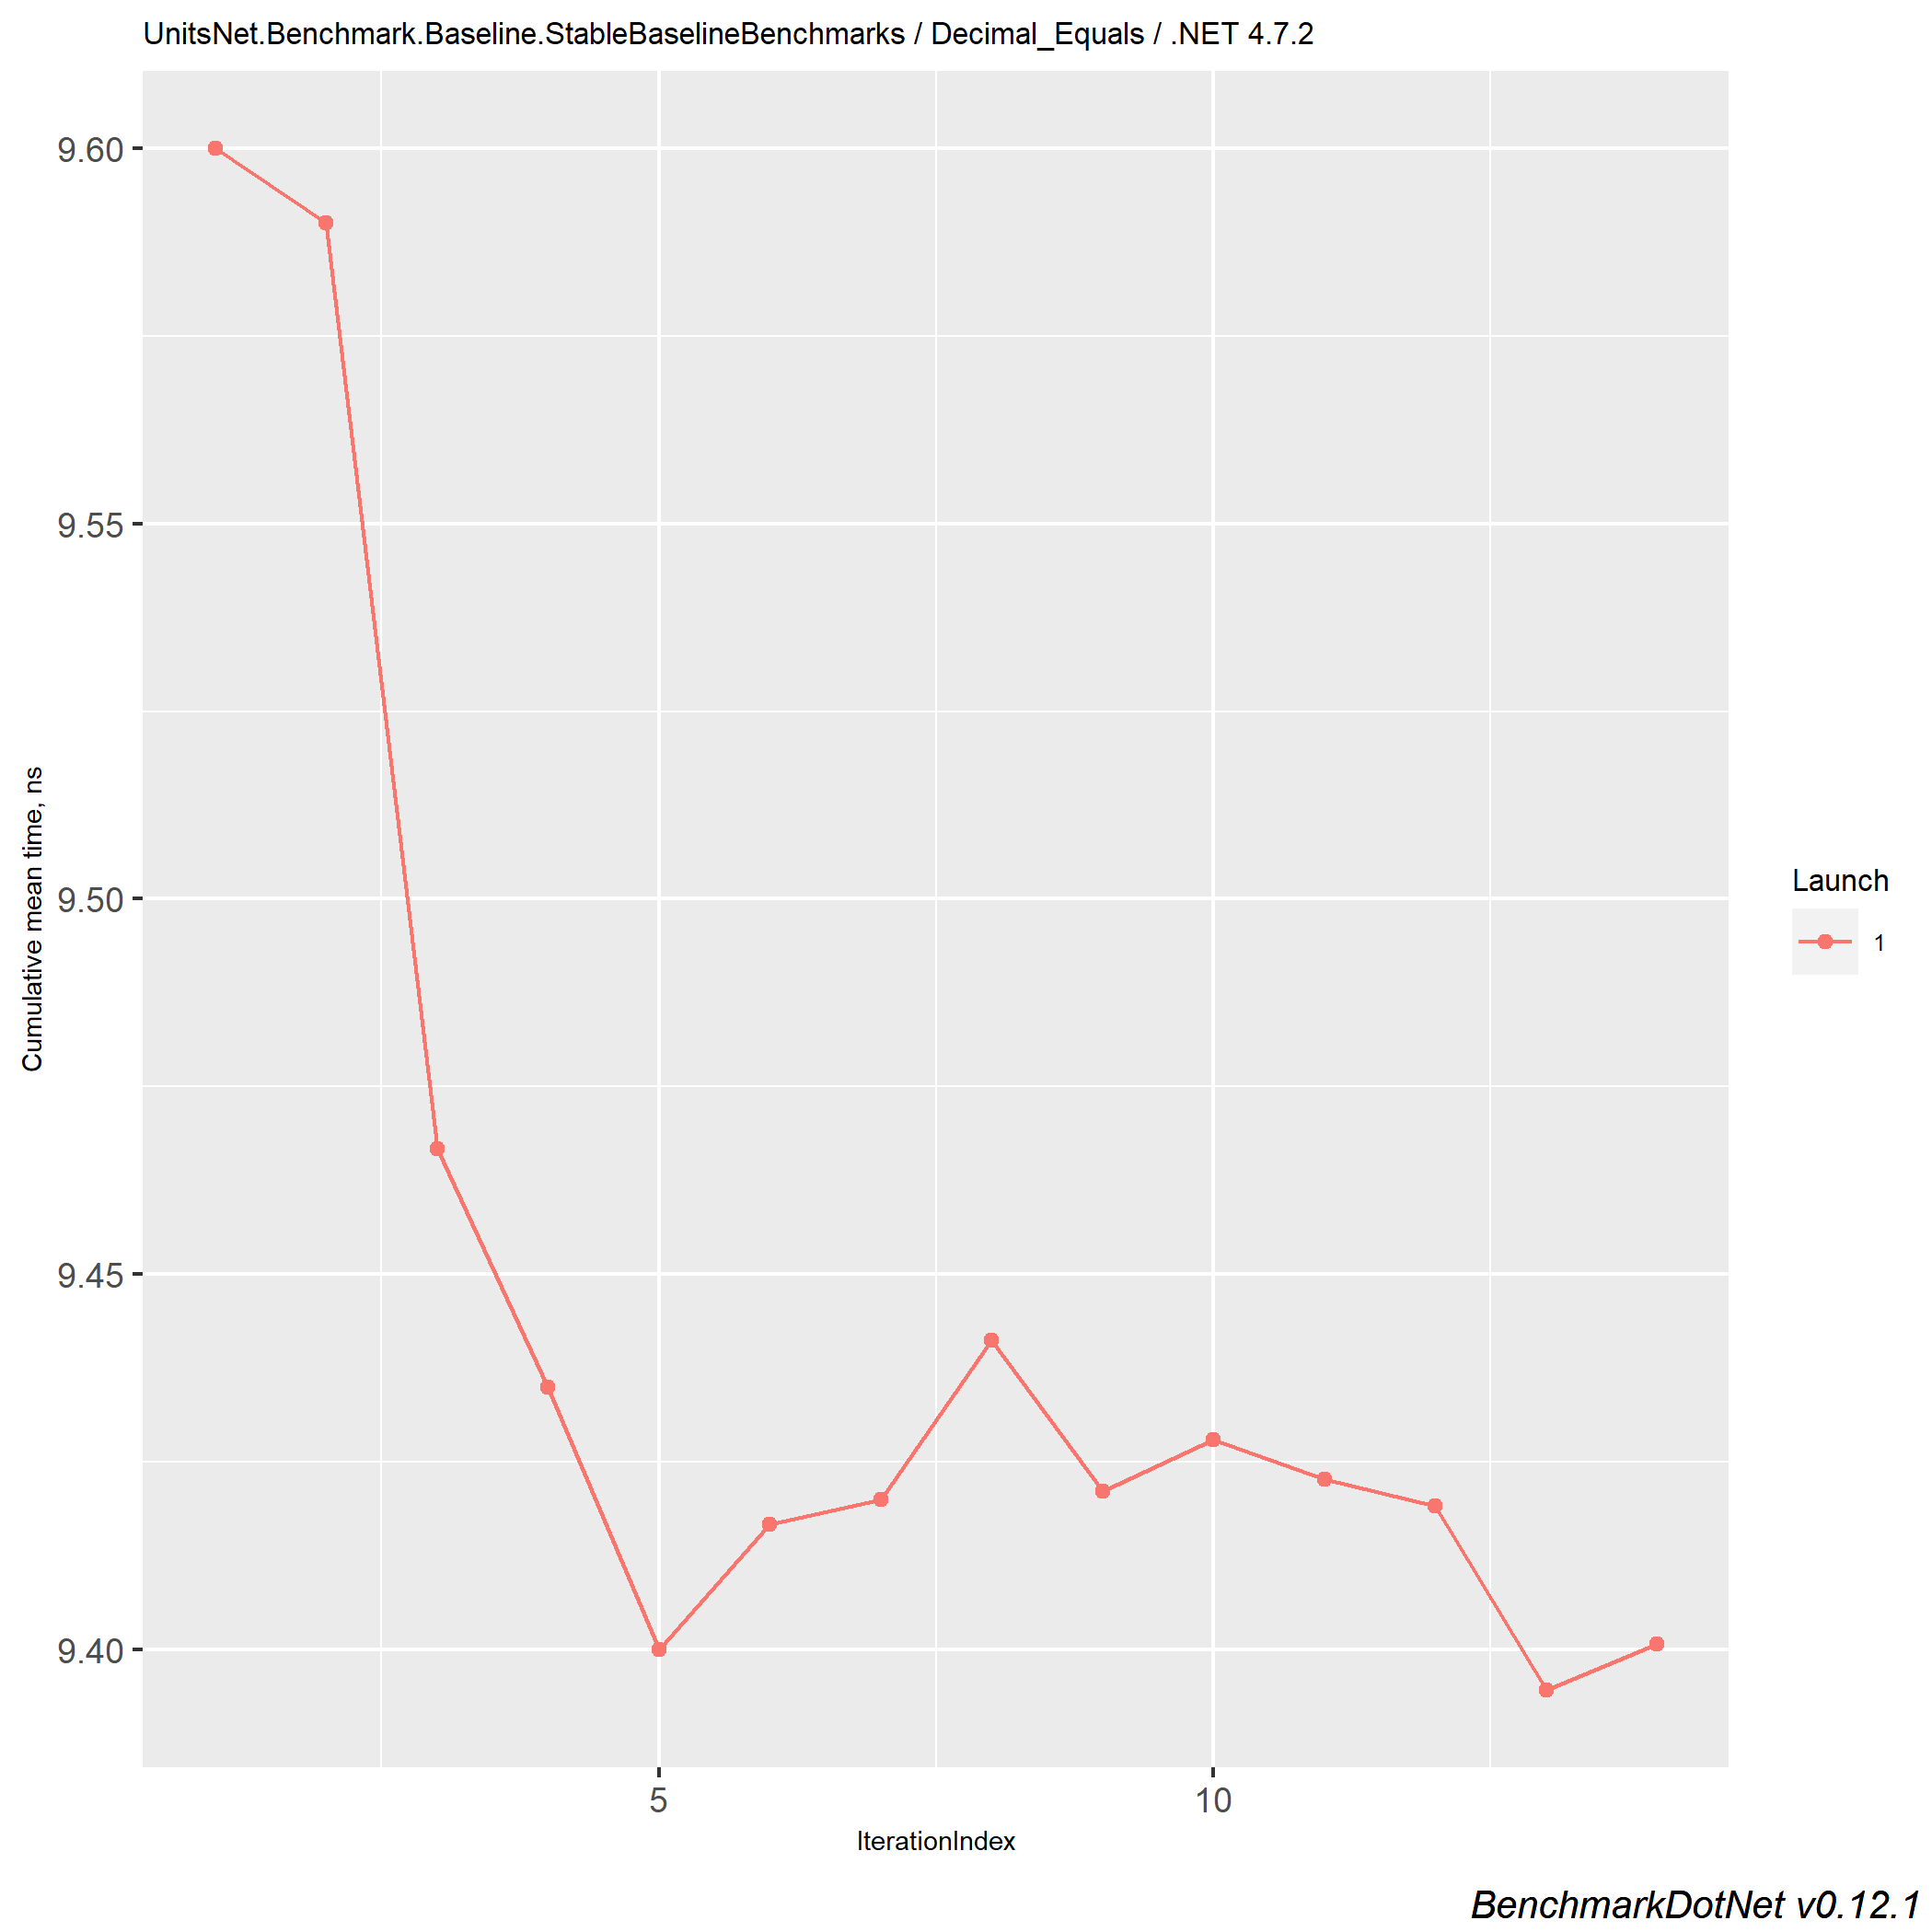 UnitsNet.Benchmark.Baseline.StableBaselineBenchmarks / Decimal_Equals / .NET 4.7.2
9.60
9.55
9.50
9.45
9.40
Cumulative mean time, ns
5
10
IterationIndex
Launch
1
BenchmarkDotNet v0.12.1